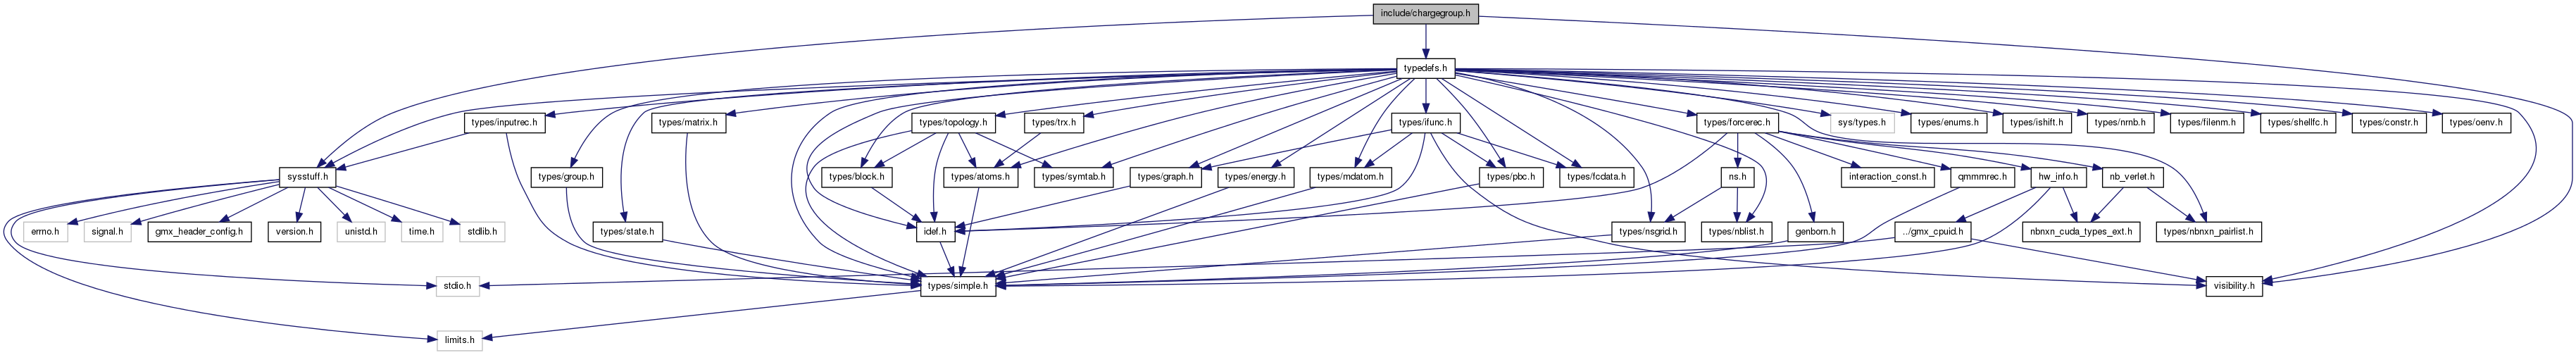 include/chargegroup.h
typedefs.h
types/inputrec.h
types/matrix.h
types/topology.h
types/trx.h
types/ifunc.h
types/forcerec.h
sys/types.h
types/enums.h
types/ishift.h
types/nrnb.h
types/filenm.h
types/shellfc.h
types/constr.h
types/oenv.h
sysstuff.h
types/group.h
types/block.h
types/atoms.h
types/symtab.h
types/graph.h
types/energy.h
types/mdatom.h
types/pbc.h
types/fcdata.h
ns.h
interaction_const.h
qmmmrec.h
hw_info.h
nb_verlet.h
errno.h
signal.h
gmx_header_config.h
version.h
unistd.h
time.h
stdlib.h
types/state.h
idef.h
types/nsgrid.h
types/nblist.h
genborn.h
../gmx_cpuid.h
nbnxn_cuda_types_ext.h
types/nbnxn_pairlist.h
stdio.h
types/simple.h
visibility.h
limits.h